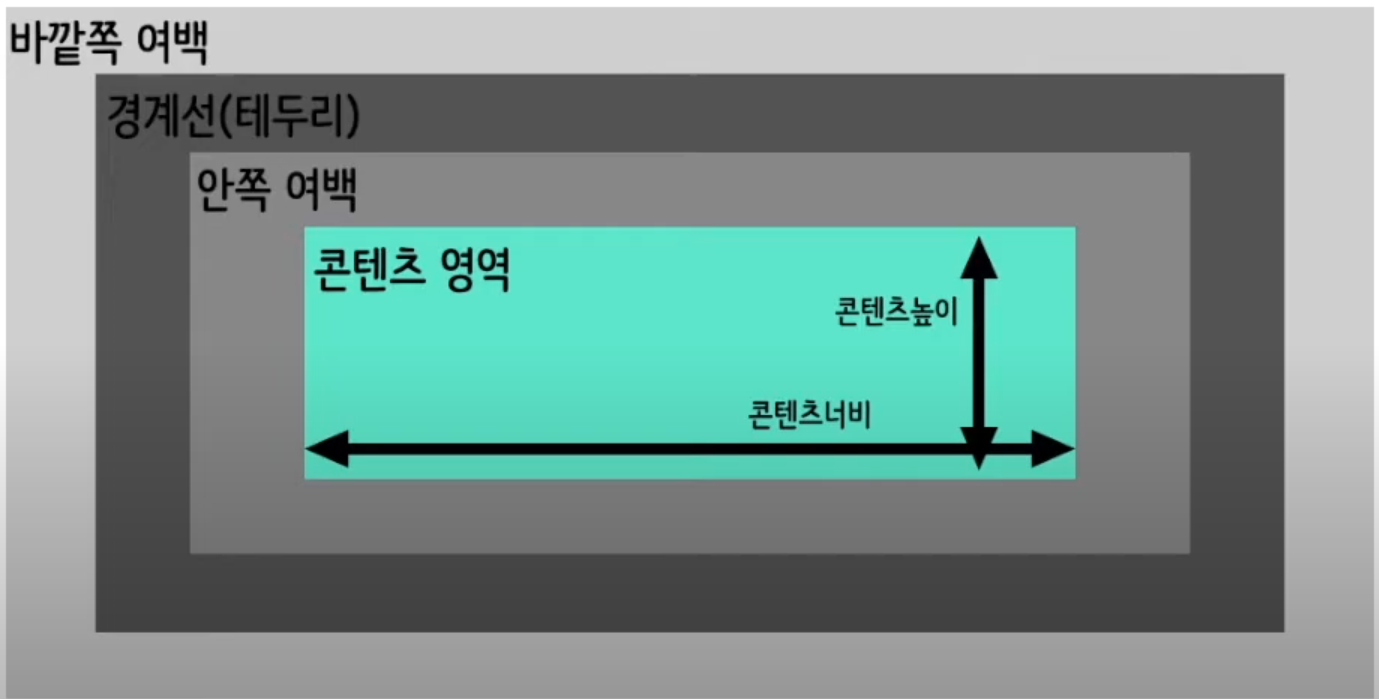 바깥쪽 여백
경계선(테두리)
안쪽 여백
콘텐츠 영역
콘텐츠높이
콘텐츠너비